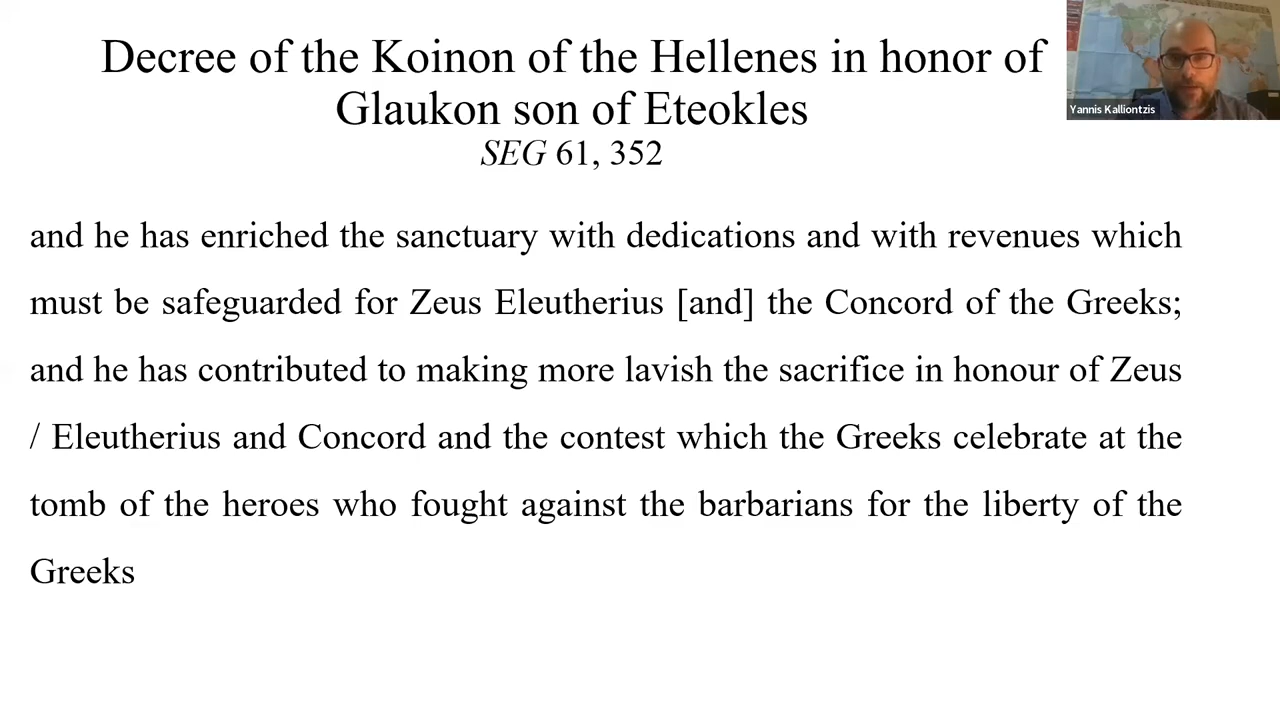 Decree of the Koinon of the Hellenes in honor of
Glaukon son of Eteokles
SEG 61, 352
Yannis Kalliontzis
and he has enriched the sanctuary with dedications and with revenues which
must be safeguarded for Zeus Eleutherius [and] the Concord of the Greeks;
and he has contributed to making more lavish the sacrifice in honour of Zeus
/ Eleutherius and Concord and the contest which the Greeks celebrate at the
tomb of the heroes who fought against the barbarians for the liberty of the
Greeks